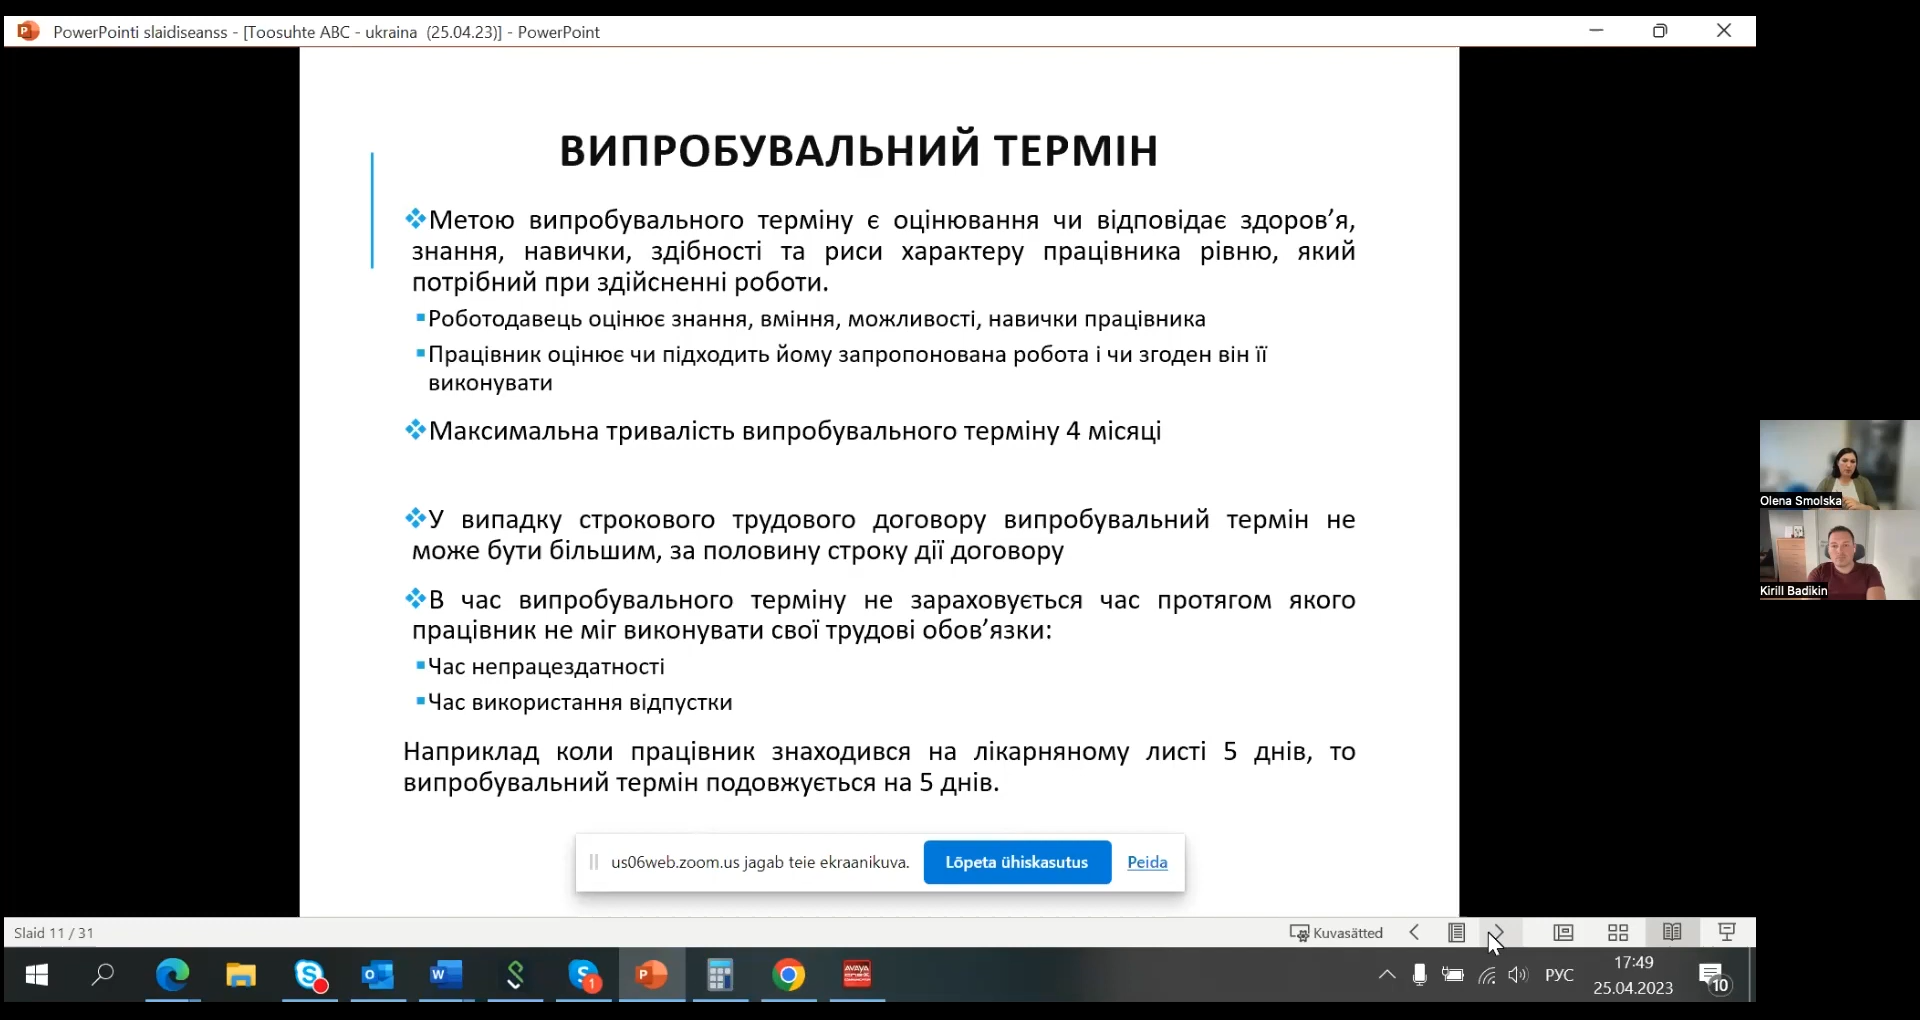 PowerPointi slaidiseanss - [Toosuhte ABC - ukraina (25.04.23)] - PowerPoint
ВИПРОБУВАЛЬНИЙ ТЕРМІН
Метою випробувального терміну є оцінювання чи відповідає здоров’я,
знання, навички, здібності та риси характеру працівника рівню, який
потрібний при здійсненні роботи.
Роботодавець оцінює знання, вміння, можливості, навички працівника
Працівник оцінює чи підходить йому запропонована робота і чи згоден він її
виконувати
Максимальна тривалість випробувального терміну 4 місяці
У випадку строкового трудового договору випробувальний термін не
може бути більшим, за половину строку дії договору
В час випробувального терміну не зараховується час протягом якого
працівник не міг виконувати свої трудові обов’язки:
Час непрацездатності
Час використання відпустки
Наприклад коли працівник знаходився на лікарняному листі 5 днів, то
випробувальний термін подовжується на 5 днів.
us06web.zoom.us jagab teie ekraanikuva.
Lõpeta ühiskasutus
Peida
Olena Smolska
Kirill Badikin
Slaid 11 / 31
Kuvasätted
AVAYA
1
РУС
17:49
25.04.2023
10